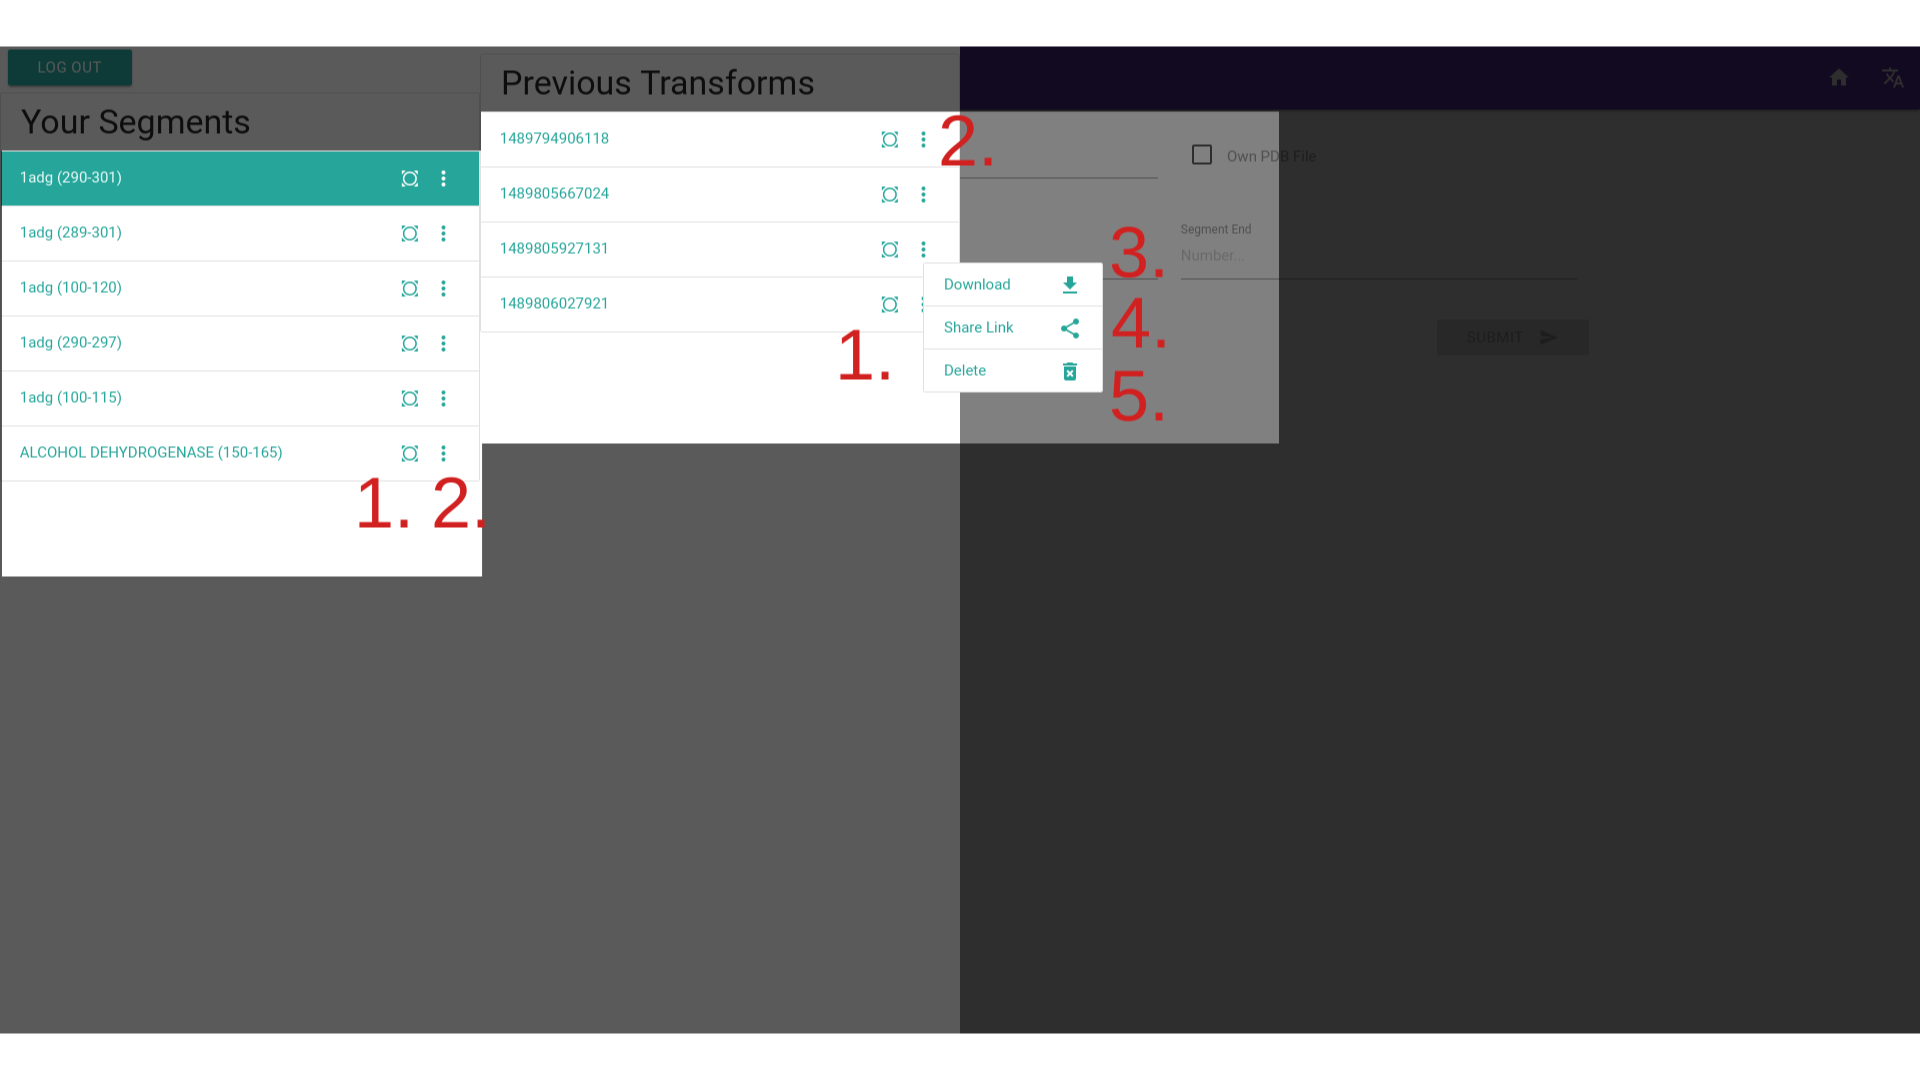 LOG OUT
Your Segments
1adg (290-301)
1adg (289-301)
1adg (100-120)
1adg (290-297)
1adg (100-115)
ALCOHOL DEHYDROGENASE (150-165)
1. 2.
Previous Transforms
1489794906118
2.
1489805667024
1489805927131
1489806027921
1.
Download
3.
Share Link
4.
Delete
5.
Own PDB File
Segment End
Number...
SUBMIT